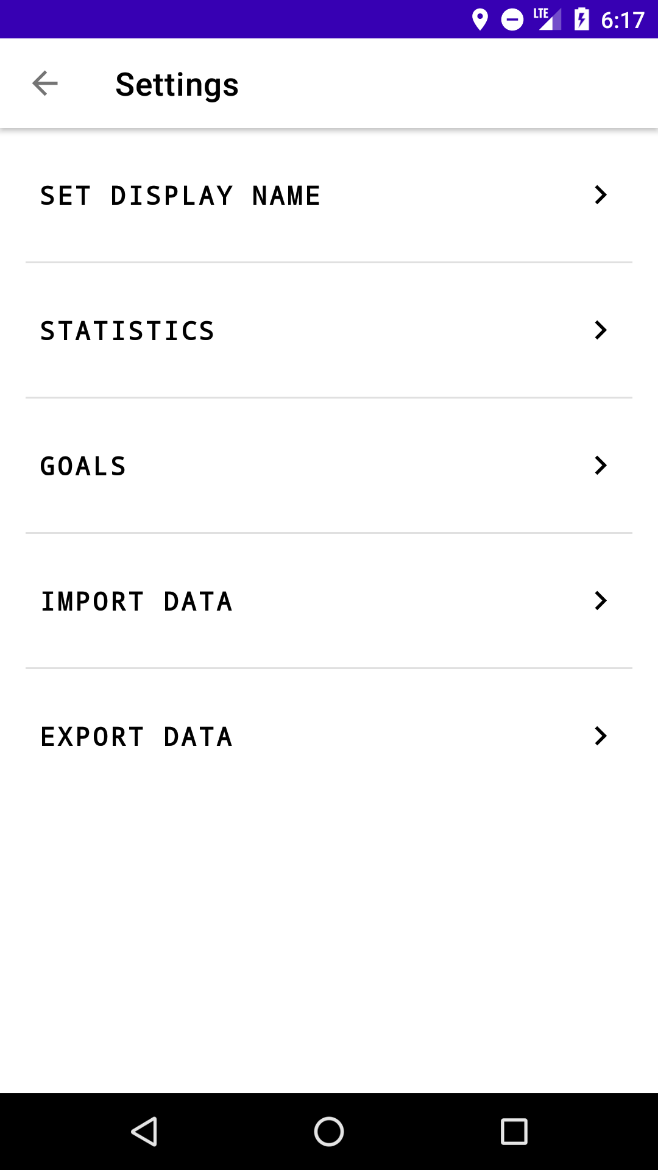 LTE 6:17
Settings
SET DISPLAY NAME
STATISTICS
GOALS
IMPORT DATA
EXPORT DATA